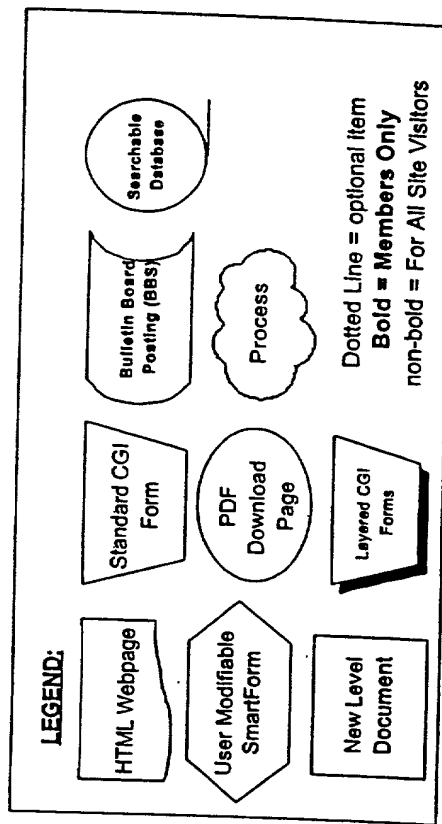 LEGEND:
HTML Webpage
Standard CGI
Form
Bulletin Board
Posting (BBS)
Searchable
Database
User Modifiable
SmartForm
PDF
Download
Page
Process
New Level
Document
Layered CGI
Forms
Dotted Line = optional item
Bold = Members Only
non-bold = For All Site Visitors